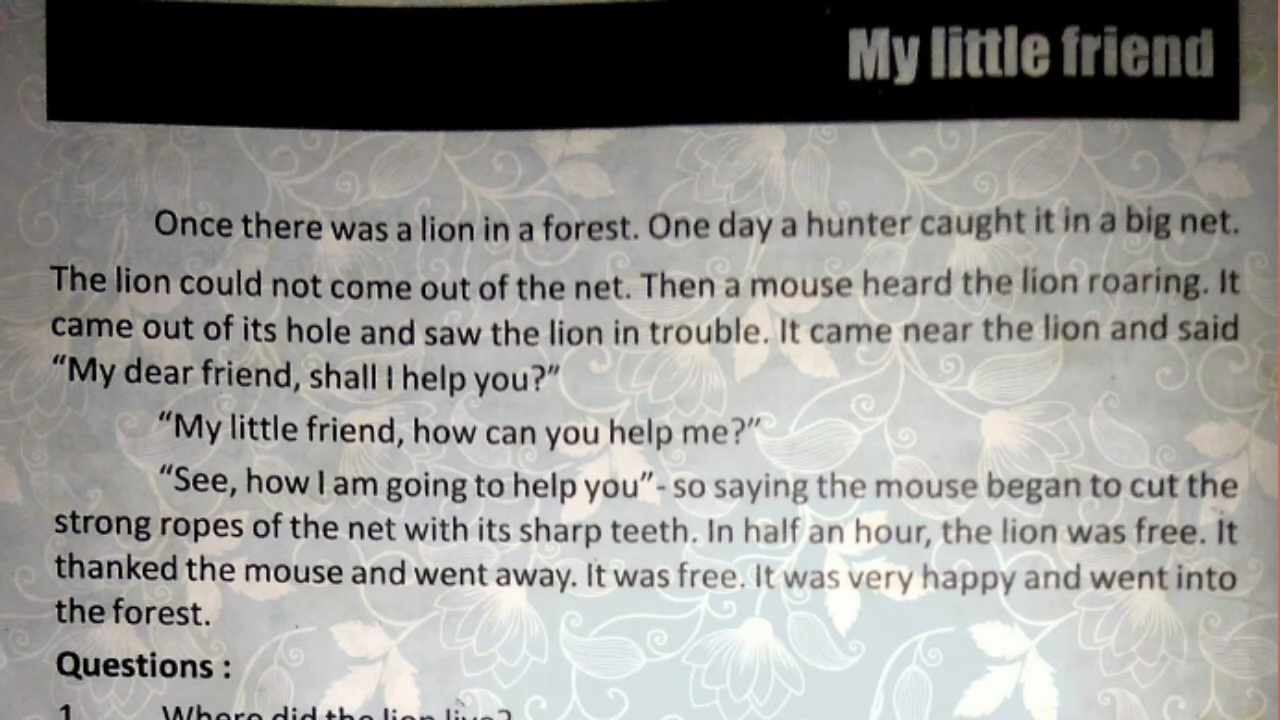 My little friend
Once there was a lion in a forest. One day a hunter caught it in a big net.
The lion could not come out of the net. Then a mouse heard the lion roaring. It
came out of its hole and saw the lion in trouble. It came near the lion and said
“My dear friend, shall I help you?”
“My little friend, how can you help me?”
“See, how I am going to help you”- so saying the mouse began to cut the
strong ropes of the net with its sharp teeth. In half an hour, the lion was free. It
thanked the mouse and went away. It was free. It was very happy and went into
the forest.
Questions :
1 Where did the lion live?